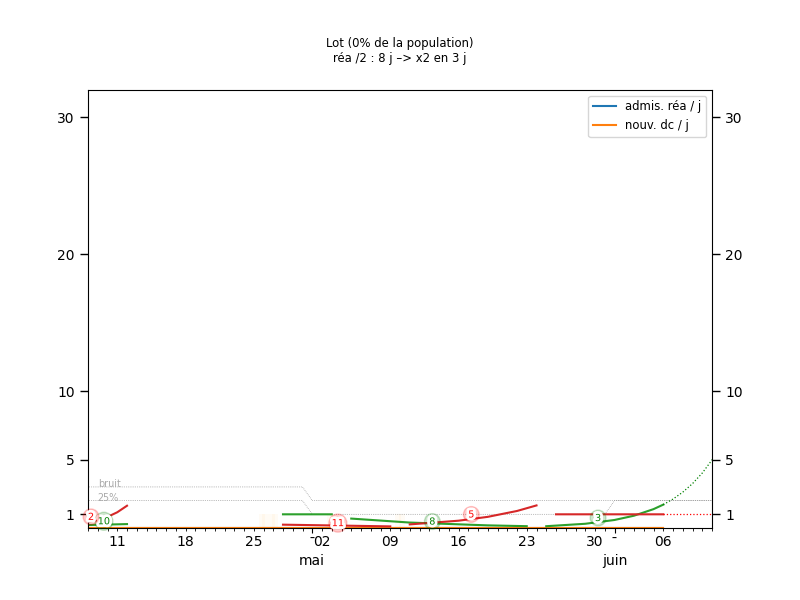 Lot (0% de la population)
réa /2 : 8 j –> x2 en 3 j
admis. réa / j
nouv. dc / j
30 30
20 20
10 10
5 5
1 1
bruit
25%
2 10 11 8 5 3
11 18 25 02 09 16 23 30 06
mai juin